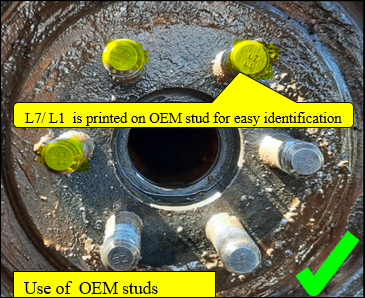 L7/ L1 is printed on OEM stud for easy identification
Use of OEM studs